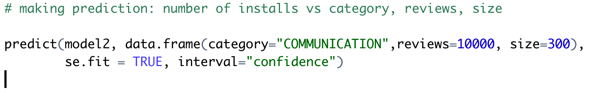 # making prediction: number of installs vs category, reviews, size
predict(model2, data.frame(category="COMMUNICATION",reviews=10000, size=300),
se.fit = TRUE, interval="confidence")